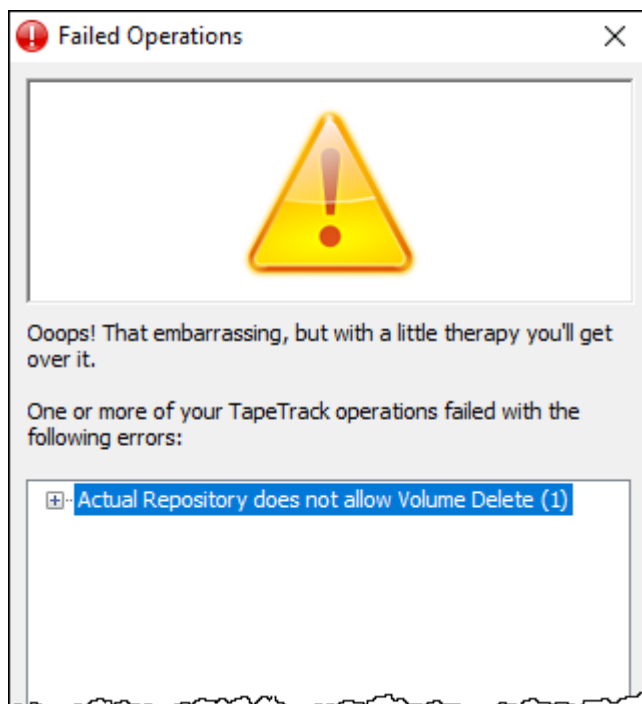 Failed Operations
Ooops! That embarrassing, but with a little therapy you'll get
over it.
One or more of your TapeTrack operations failed with the
following errors:
Actual Repository does not allow Volume Delete (1)